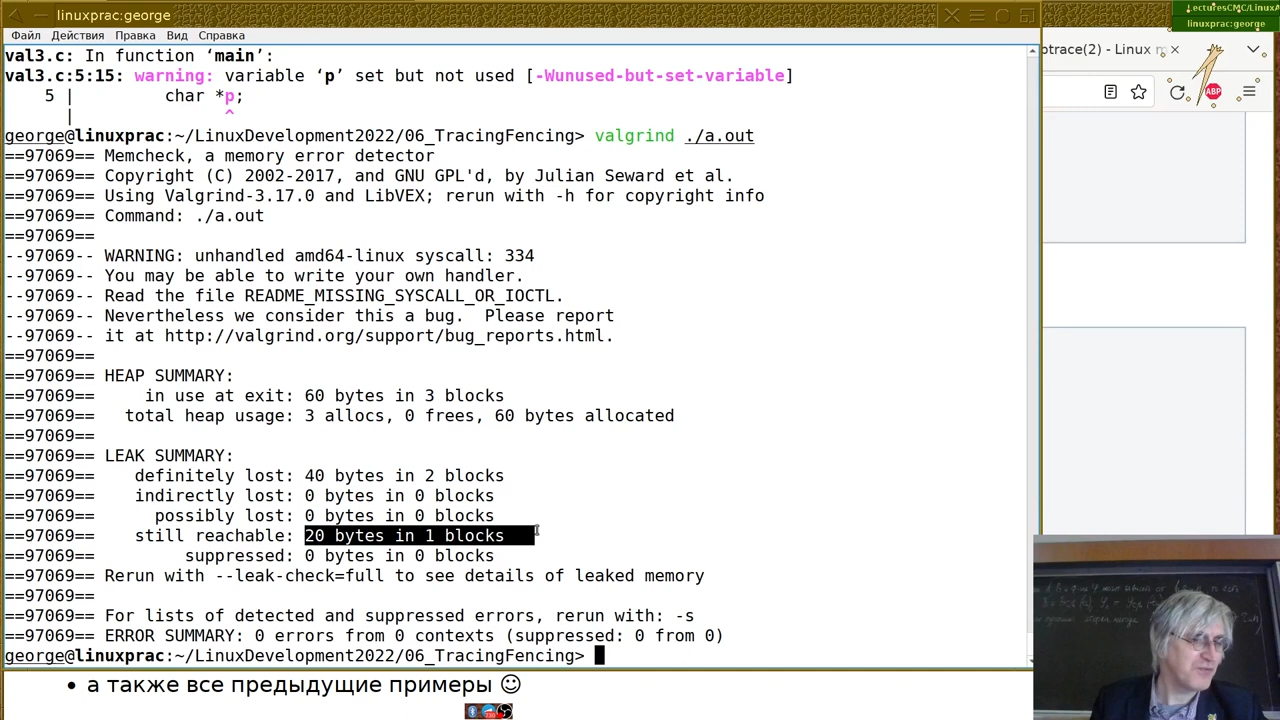 linuxprac:george
LecturesCMC/LinuxA
linuxprac:george
Файл Действия Правка Вид Справка
btrace(2) - Linux m
ABP
val3.c: In function ‘main’:
val3.c:5:15: warning: variable ‘p’ set but not used [-Wunused-but-set-variable]
5 | char *p;
| ^
george@linuxprac:~/LinuxDevelopment2022/06_TracingFencing> valgrind ./a.out
==97069== Memcheck, a memory error detector
==97069== Copyright (C) 2002-2017, and GNU GPL'd, by Julian Seward et al.
==97069== Using Valgrind-3.17.0 and LibVEX; rerun with -h for copyright info
==97069== Command: ./a.out
==97069==
--97069-- WARNING: unhandled amd64-linux syscall: 334
--97069-- You may be able to write your own handler.
--97069-- Read the file README_MISSING_SYSCALL_OR_IOCTL.
--97069-- Nevertheless we consider this a bug.  Please report
--97069-- it at http://valgrind.org/support/bug_reports.html.
==97069==
==97069== HEAP SUMMARY:
==97069==     in use at exit: 60 bytes in 3 blocks
==97069==   total heap usage: 3 allocs, 0 frees, 60 bytes allocated
==97069==
==97069== LEAK SUMMARY:
==97069==    definitely lost: 40 bytes in 2 blocks
==97069==    indirectly lost: 0 bytes in 0 blocks
==97069==      possibly lost: 0 bytes in 0 blocks
==97069==    still reachable: 20 bytes in 1 blocks
==97069==         suppressed: 0 bytes in 0 blocks
==97069== Rerun with --leak-check=full to see details of leaked memory
==97069==
==97069== For lists of detected and suppressed errors, rerun with: -s
==97069== ERROR SUMMARY: 0 errors from 0 contexts (suppressed: 0 from 0)
george@linuxprac:~/LinuxDevelopment2022/06_TracingFencing>
• а также все предыдущие примеры ☺